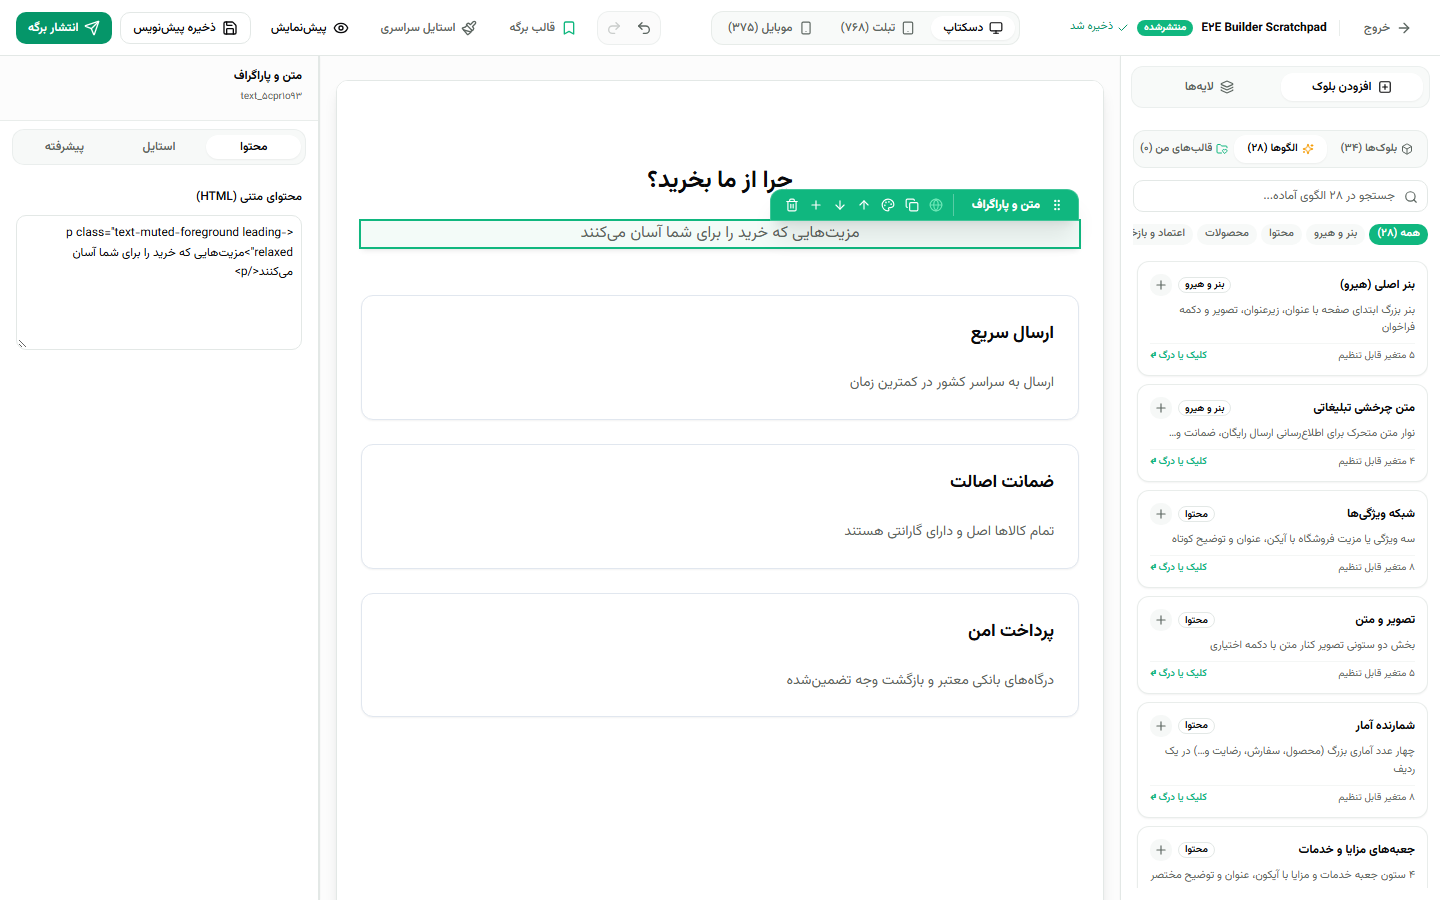 خروج
E۲E Builder Scratchpad
منتشرشده
ذخیره شد
دسکتاپ
تبلت (۷۶۸)
موبایل (۳۷۵)
قالب برگه
استایل سراسری
پیش‌نمایش
ذخیره پیش‌نویس
انتشار برگه
افزودن بلوک
لایه‌ها
بلوک‌ها (۳۴)
الگوها (۲۸)
قالب‌های من (۰)
جستجو در ۲۸ الگوی آماده...
همه (۲۸)
بنر و هیرو
محتوا
محصولات
اعتماد و بازخ
بنر اصلی (هیرو)
بنر و هیرو
بنر بزرگ ابتدای صفحه با عنوان، زیرعنوان، تصویر و دکمه
فراخوان
۵ متغیر قابل تنظیم
کلیک یا درگ
متن چرخشی تبلیغاتی
بنر و هیرو
نوار متن متحرک برای اطلاع‌رسانی ارسال رایگان، ضمانت و...
۴ متغیر قابل تنظیم
کلیک یا درگ
شبکه ویژگی‌ها
محتوا
سه ویژگی یا مزیت فروشگاه با آیکن، عنوان و توضیح کوتاه
۸ متغیر قابل تنظیم
کلیک یا درگ
تصویر و متن
محتوا
بخش دو ستونی تصویر کنار متن با دکمه اختیاری
۵ متغیر قابل تنظیم
کلیک یا درگ
شمارنده آمار
محتوا
چهار عدد آماری بزرگ (محصول، سفارش، رضایت و...) در یک
ردیف
۸ متغیر قابل تنظیم
کلیک یا درگ
جعبه‌های مزایا و خدمات
محتوا
۴ ستون جعبه خدمات و مزایا با آیکون، عنوان و توضیح مختصر
چرا از ما بخرید؟
متن و پاراگراف
مزیت‌هایی که خرید را برای شما آسان می‌کنند
ارسال سریع
ارسال به سراسر کشور در کمترین زمان
ضمانت اصالت
تمام کالاها اصل و دارای گارانتی هستند
پرداخت امن
درگاه‌های بانکی معتبر و بازگشت وجه تضمین‌شده
متن و پاراگراف
text_۵cpr۱o۹۳
محتوا
استایل
پیشرفته
محتوای متنی (HTML)
<p class="text-muted-foreground leading-
relaxed">مزیت‌هایی که خرید را برای شما آسان
می‌کنند</p>